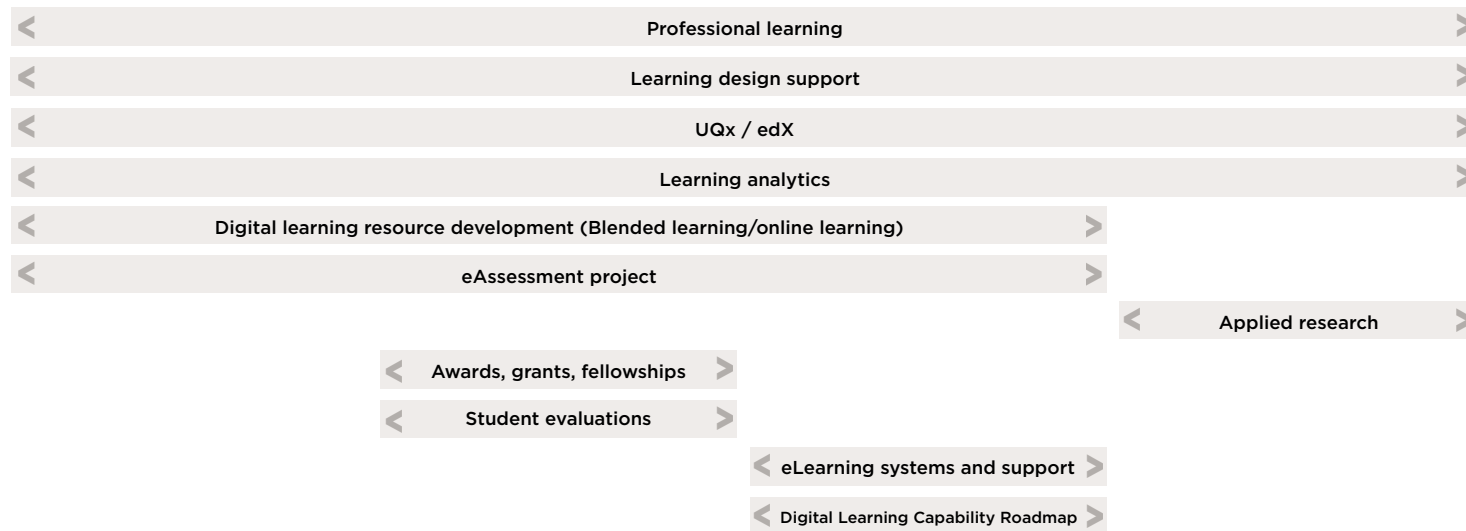 Professional learning
Learning design support
UQx / edX
Learning analytics
Digital learning resource development (Blended learning/online learning)
eAssessment project
Applied research
Awards, grants, fellowships
Student evaluations
eLearning systems and support
Digital Learning Capability Roadmap